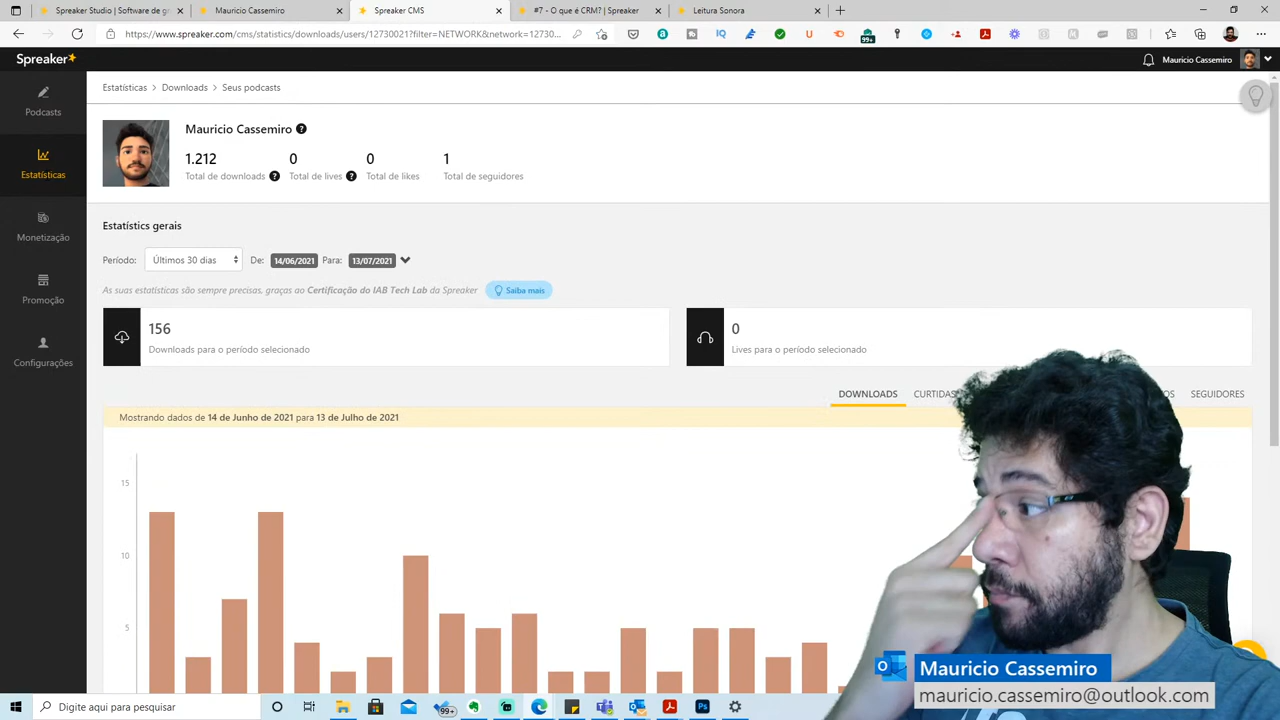 Spreaker Studio | Software de g
Mauricio Cassemiro
Spreaker CMS
#7 - O que é CRM? | Spreaker
Leitura Sonora
https://www.spreaker.com/cms/statistics/downloads/users/12730021?filter=NETWORK&network=12730...
Spreaker
Mauricio Cassemiro
Podcasts
Estatísticas
Monetização
Promoção
Configurações
Estatísticas > Downloads > Seus podcasts
Mauricio Cassemiro
1.212 0 0 1
Total de downloads Total de lives Total de likes Total de seguidores
Estatístics gerais
Período: Últimos 30 dias De: 14/06/2021 Para: 13/07/2021
As suas estatísticas são sempre precisas, graças ao Certificação do IAB Tech Lab da Spreaker Saiba mais
156
Downloads para o período selecionado
0
Lives para o período selecionado
DOWNLOADS CURTIDAS SEGUIDORES
Mostrando dados de 14 de Junho de 2021 para 13 de Julho de 2021
15
10
5
Mauricio Cassemiro
mauricio.cassemiro@outlook.com
Digite aqui para pesquisar
99+